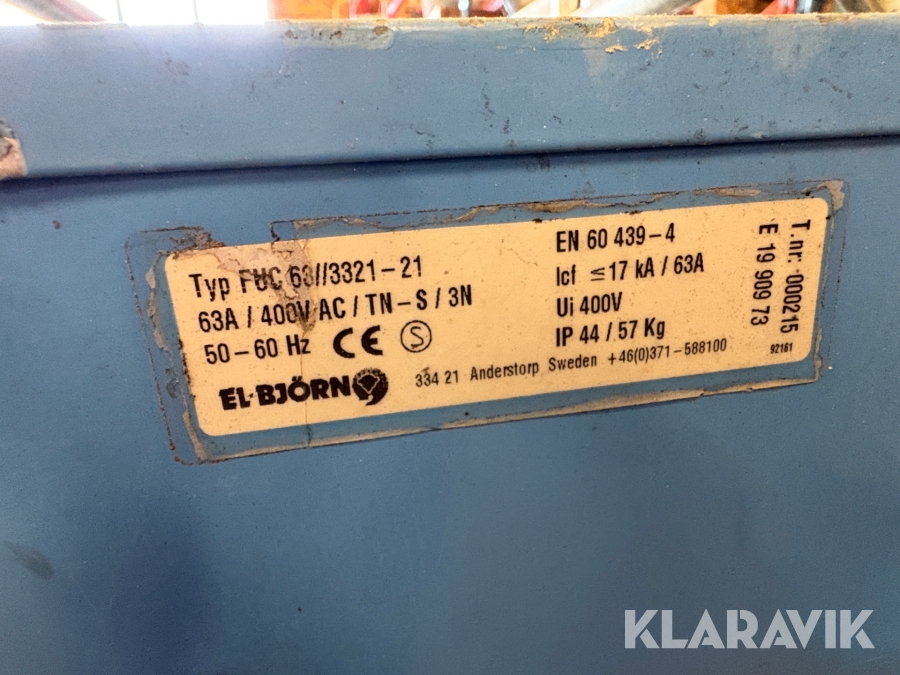 Typ FUC 63//3321-21
63A / 400V AC / TN-S / 3N
50-60 Hz CE S
EL·BJÖRN
EN 60 439-4
Icf ≤17 kA / 63A
Ui 400V
IP 44 / 57 Kg
334 21 Anderstorp Sweden +46(0)371-588100
T.nr. 000215
E 19 909 73
92161
KLARAVIK